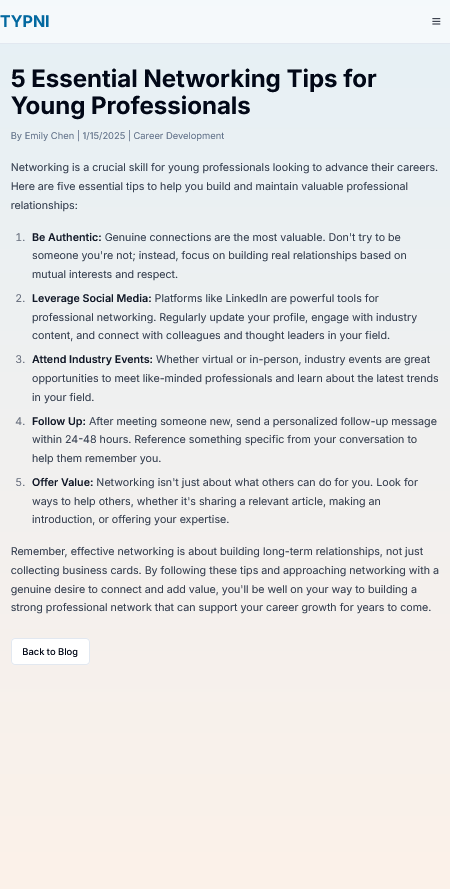 TYPNI
5 Essential Networking Tips for
Young Professionals
By Emily Chen | 1/15/2025 | Career Development
Networking is a crucial skill for young professionals looking to advance their careers.
Here are five essential tips to help you build and maintain valuable professional
relationships:
1. Be Authentic: Genuine connections are the most valuable. Don't try to be
someone you're not; instead, focus on building real relationships based on
mutual interests and respect.
2. Leverage Social Media: Platforms like LinkedIn are powerful tools for
professional networking. Regularly update your profile, engage with industry
content, and connect with colleagues and thought leaders in your field.
3. Attend Industry Events: Whether virtual or in-person, industry events are great
opportunities to meet like-minded professionals and learn about the latest trends
in your field.
4. Follow Up: After meeting someone new, send a personalized follow-up message
within 24-48 hours. Reference something specific from your conversation to
help them remember you.
5. Offer Value: Networking isn't just about what others can do for you. Look for
ways to help others, whether it's sharing a relevant article, making an
introduction, or offering your expertise.
Remember, effective networking is about building long-term relationships, not just
collecting business cards. By following these tips and approaching networking with a
genuine desire to connect and add value, you'll be well on your way to building a
strong professional network that can support your career growth for years to come.
Back to Blog